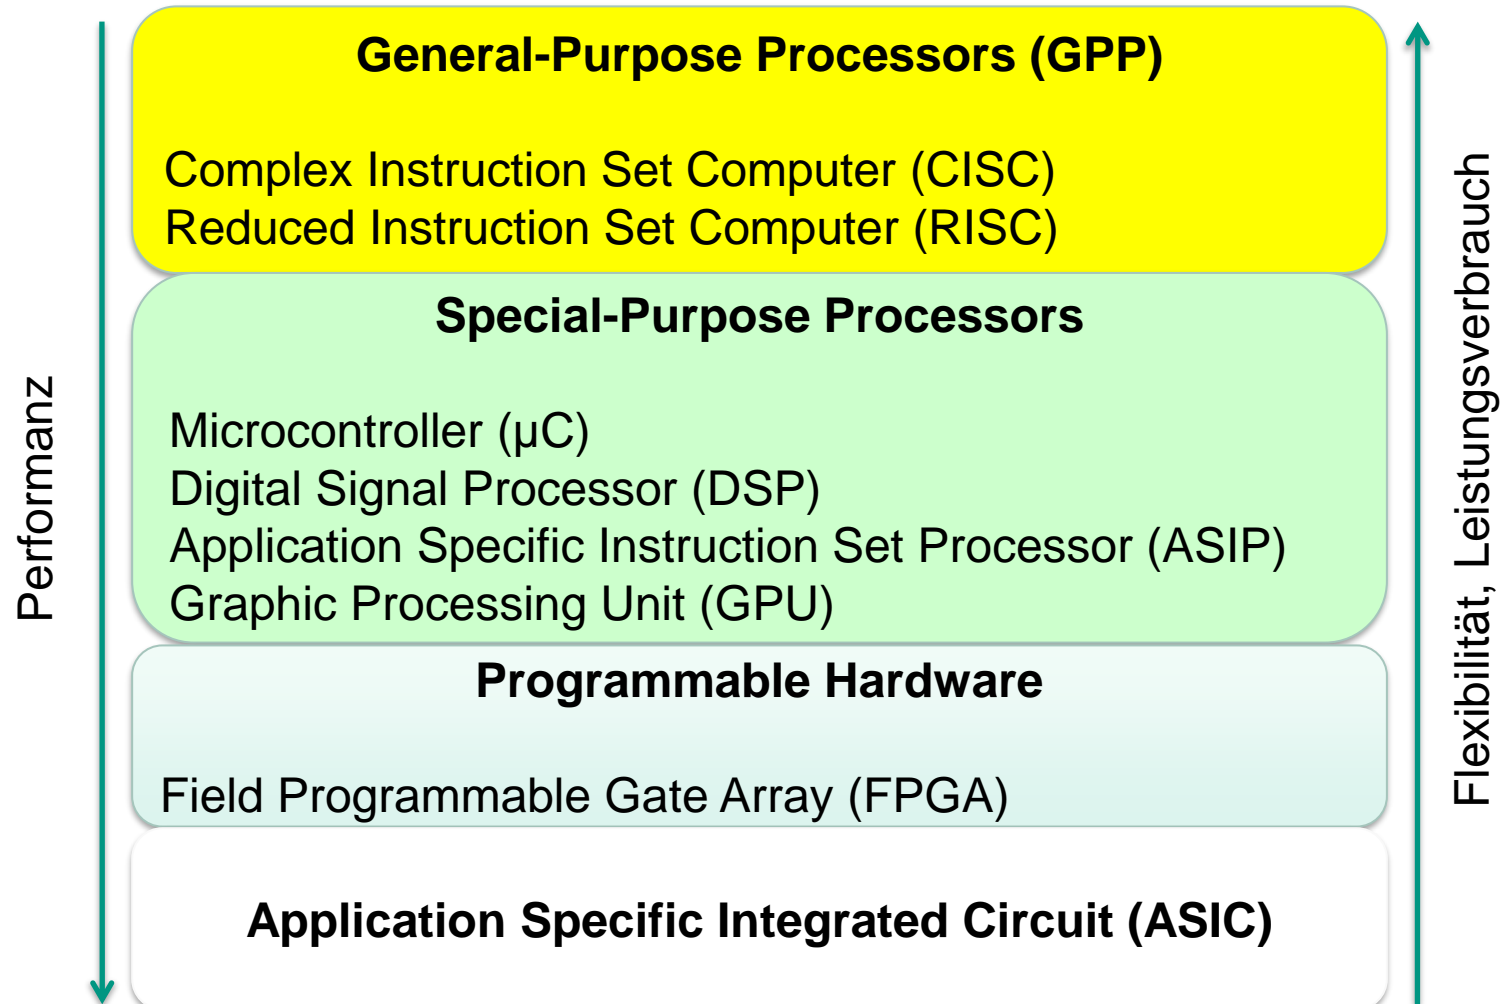 General-Purpose Processors (GPP)
Complex Instruction Set Computer (CISC)
Reduced Instruction Set Computer (RISC)
Special-Purpose Processors
Microcontroller (µC)
Digital Signal Processor (DSP)
Application Specific Instruction Set Processor (ASIP)
Graphic Processing Unit (GPU)
Programmable Hardware
Field Programmable Gate Array (FPGA)
Application Specific Integrated Circuit (ASIC)
Performanz
Flexibilität, Leistungsverbrauch